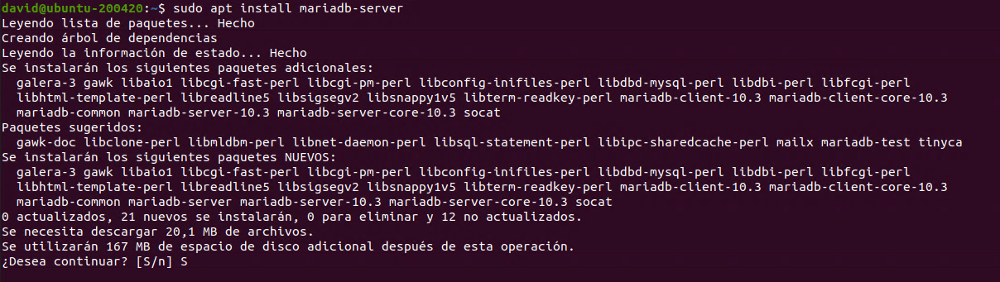 david@ubuntu-200420:~$ sudo apt install mariadb-server
Leyendo lista de paquetes... Hecho
Creando árbol de dependencias
Leyendo la información de estado... Hecho
Se instalarán los siguientes paquetes adicionales:
  galera-3 gawk libaio1 libcgi-fast-perl libcgi-pm-perl libconfig-inifiles-perl libdbd-mysql-perl libdbi-perl libfcgi-perl
  libhtml-template-perl libreadline5 libsigsegv2 libsnappy1v5 libterm-readkey-perl mariadb-client-10.3 mariadb-client-core-10.3
  mariadb-common mariadb-server-10.3 mariadb-server-core-10.3 socat
Paquetes sugeridos:
  gawk-doc libclone-perl libmldbm-perl libnet-daemon-perl libsql-statement-perl libipc-sharedcache-perl mailx mariadb-test tinyca
Se instalarán los siguientes paquetes NUEVOS:
  galera-3 gawk libaio1 libcgi-fast-perl libcgi-pm-perl libconfig-inifiles-perl libdbd-mysql-perl libdbi-perl libfcgi-perl
  libhtml-template-perl libreadline5 libsigsegv2 libsnappy1v5 libterm-readkey-perl mariadb-client-10.3 mariadb-client-core-10.3
  mariadb-common mariadb-server mariadb-server-10.3 mariadb-server-core-10.3 socat
0 actualizados, 21 nuevos se instalarán, 0 para eliminar y 12 no actualizados.
Se necesita descargar 20,1 MB de archivos.
Se utilizarán 167 MB de espacio de disco adicional después de esta operación.
¿Desea continuar? [S/n] S